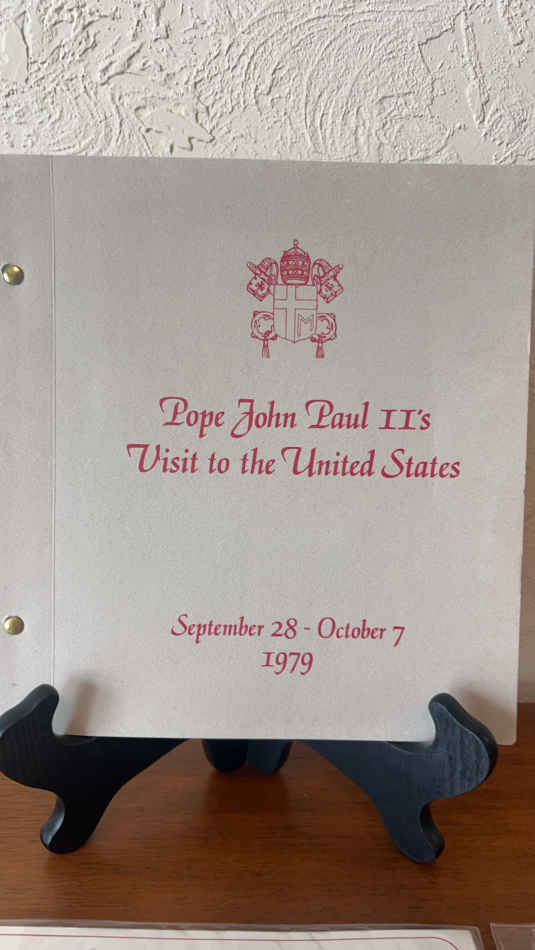 Pope John Paul II's
Visit to the United States
September 28 - October 7
1979